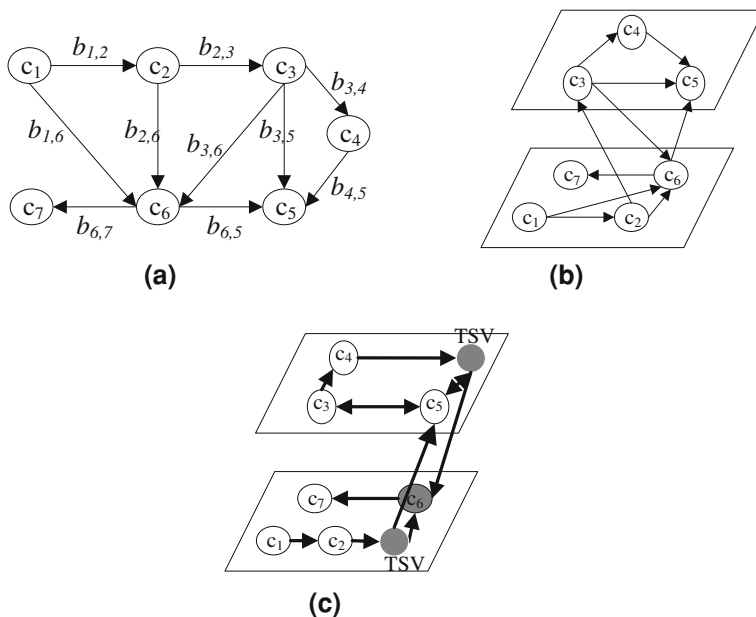 c1 b1,2 c2 b2,3 c3
b3,4
b1,6 b2,6 b3,6 b3,5 c4
b4,5
c7 c6 c5
b6,7 b6,5
(a)
c4
c3 c5
c7 c6
c1 c2
(b)
TSV
c4
c3 c5
c7 c6
c1 c2
TSV
(c)